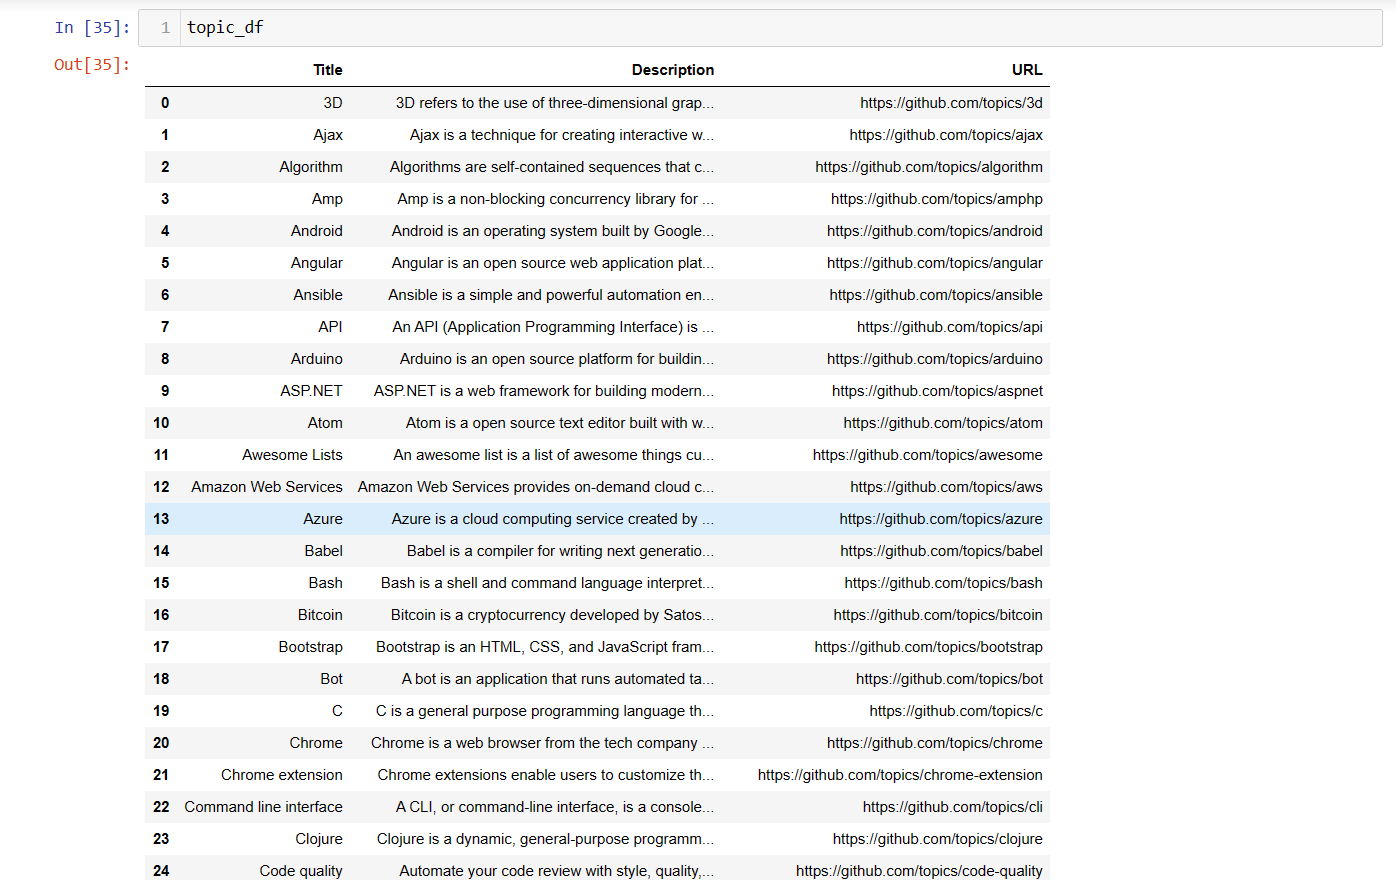 In [35]: 1 topic_df
Out[35]:
Title Description URL
0 3D 3D refers to the use of three-dimensional grap... https://github.com/topics/3d
1 Ajax Ajax is a technique for creating interactive w... https://github.com/topics/ajax
2 Algorithm Algorithms are self-contained sequences that c... https://github.com/topics/algorithm
3 Amp Amp is a non-blocking concurrency library for ... https://github.com/topics/amphp
4 Android Android is an operating system built by Google... https://github.com/topics/android
5 Angular Angular is an open source web application plat... https://github.com/topics/angular
6 Ansible Ansible is a simple and powerful automation en... https://github.com/topics/ansible
7 API An API (Application Programming Interface) is ... https://github.com/topics/api
8 Arduino Arduino is an open source platform for buildin... https://github.com/topics/arduino
9 ASP.NET ASP.NET is a web framework for building modern... https://github.com/topics/aspnet
10 Atom Atom is a open source text editor built with w... https://github.com/topics/atom
11 Awesome Lists An awesome list is a list of awesome things cu... https://github.com/topics/awesome
12 Amazon Web Services Amazon Web Services provides on-demand cloud c... https://github.com/topics/aws
13 Azure Azure is a cloud computing service created by ... https://github.com/topics/azure
14 Babel Babel is a compiler for writing next generatio... https://github.com/topics/babel
15 Bash Bash is a shell and command language interpret... https://github.com/topics/bash
16 Bitcoin Bitcoin is a cryptocurrency developed by Satos... https://github.com/topics/bitcoin
17 Bootstrap Bootstrap is an HTML, CSS, and JavaScript fram... https://github.com/topics/bootstrap
18 Bot A bot is an application that runs automated ta... https://github.com/topics/bot
19 C C is a general purpose programming language th... https://github.com/topics/c
20 Chrome Chrome is a web browser from the tech company ... https://github.com/topics/chrome
21 Chrome extension Chrome extensions enable users to customize th... https://github.com/topics/chrome-extension
22 Command line interface A CLI, or command-line interface, is a console... https://github.com/topics/cli
23 Clojure Clojure is a dynamic, general-purpose programm... https://github.com/topics/clojure
24 Code quality Automate your code review with style, quality,... https://github.com/topics/code-quality